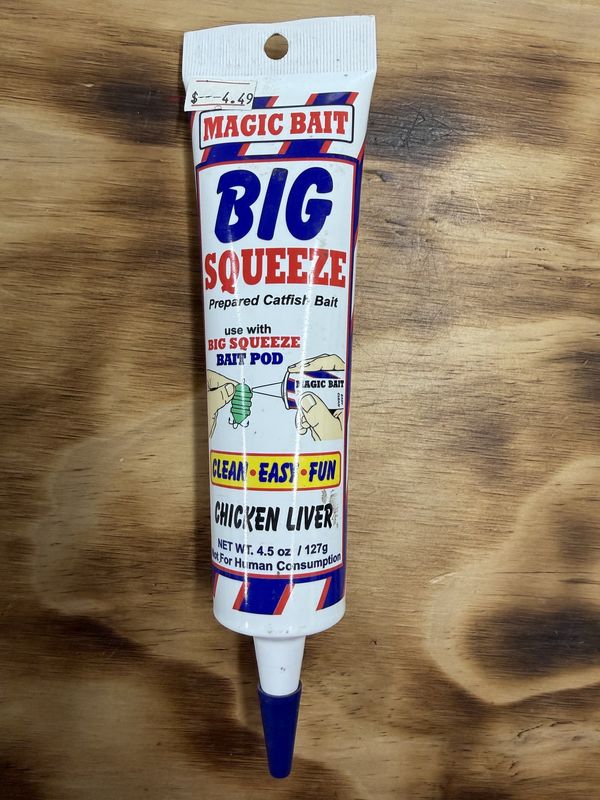 $---4.49
MAGIC BAIT
BIG
SQUEEZE
Prepared Catfish Bait
use with
BIG SQUEEZE
BAIT POD
MAGIC BAIT
CLEAN • EASY • FUN
CHICKEN LIVER
NET WT. 4.5 oz / 127g
Not For Human Consumption